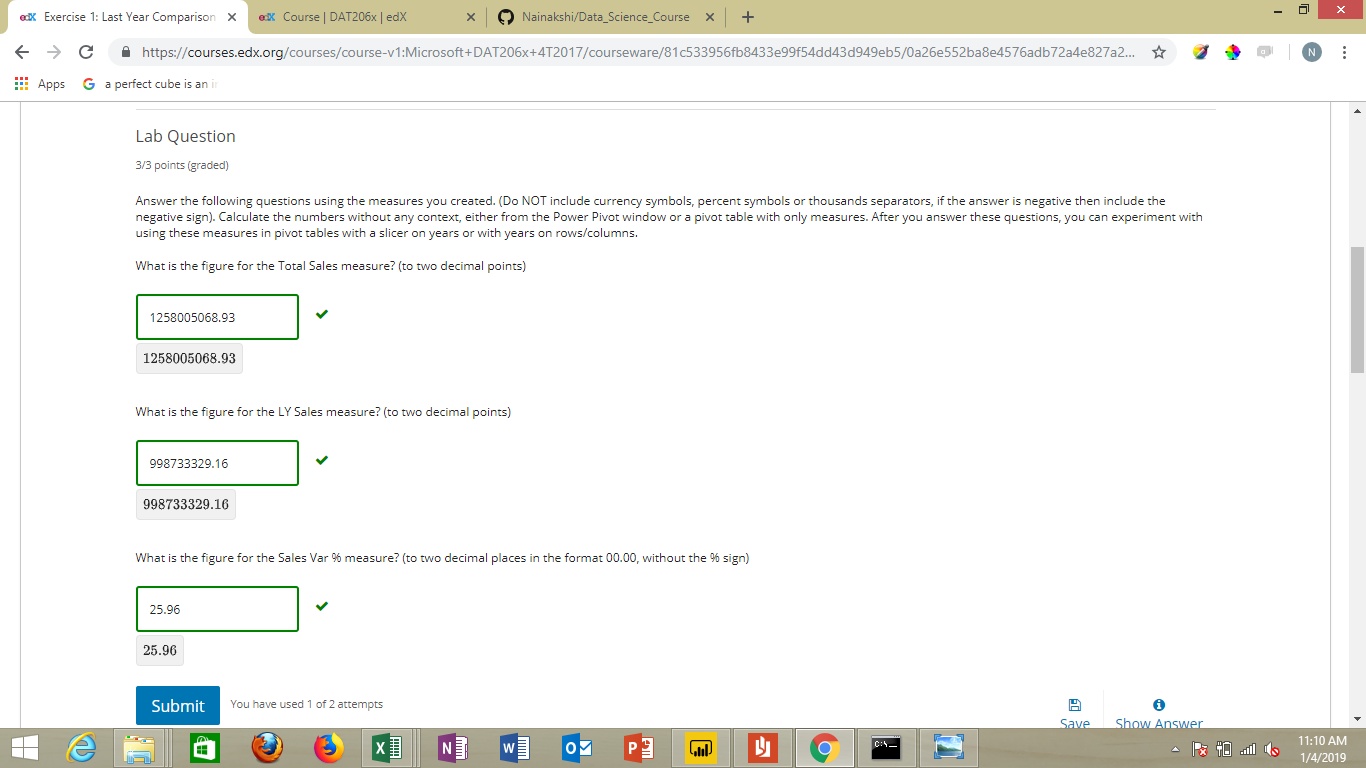 Exercise 1: Last Year Comparison
Course | DAT206x | edX
Nainakshi/Data_Science_Course
https://courses.edx.org/courses/course-v1:Microsoft+DAT206x+4T2017/courseware/81c533956fb8433e99f54dd43d949eb5/0a26e552ba8e4576adb72a4e827a2...
N
Apps
G a perfect cube is an i
Lab Question
3/3 points (graded)
Answer the following questions using the measures you created. (Do NOT include currency symbols, percent symbols or thousands separators, if the answer is negative then include the
negative sign). Calculate the numbers without any context, either from the Power Pivot window or a pivot table with only measures. After you answer these questions, you can experiment with
using these measures in pivot tables with a slicer on years or with years on rows/columns.
What is the figure for the Total Sales measure? (to two decimal points)
1258005068.93
1258005068.93
What is the figure for the LY Sales measure? (to two decimal points)
998733329.16
998733329.16
What is the figure for the Sales Var % measure? (to two decimal places in the format 00.00, without the % sign)
25.96
25.96
Submit
You have used 1 of 2 attempts
Save
Show Answer
11:10 AM
1/4/2019